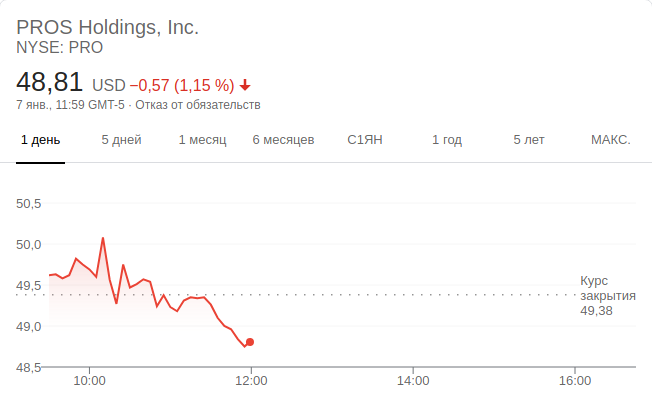 PROS Holdings, Inc.
NYSE: PRO
48,81 USD −0,57 (1,15 %)
7 янв., 11:59 GMT-5 · Отказ от обязательств
1 день 5 дней 1 месяц 6 месяцев С1ЯН 1 год 5 лет МАКС.
50,5
50,0
49,5
49,0
48,5
Курс
закрытия
49,38
10:00 12:00 14:00 16:00